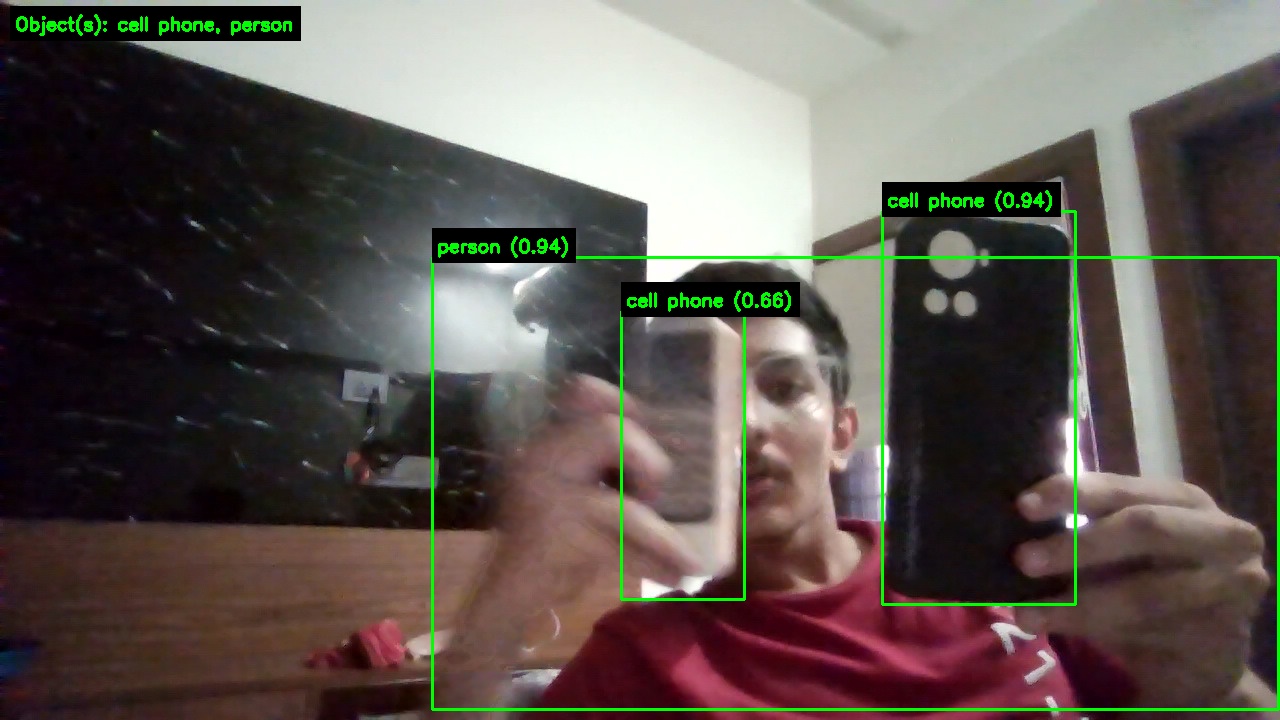 Object(s): cell phone, person
cell phone (0.94)
person (0.94)
cell phone (0.66)